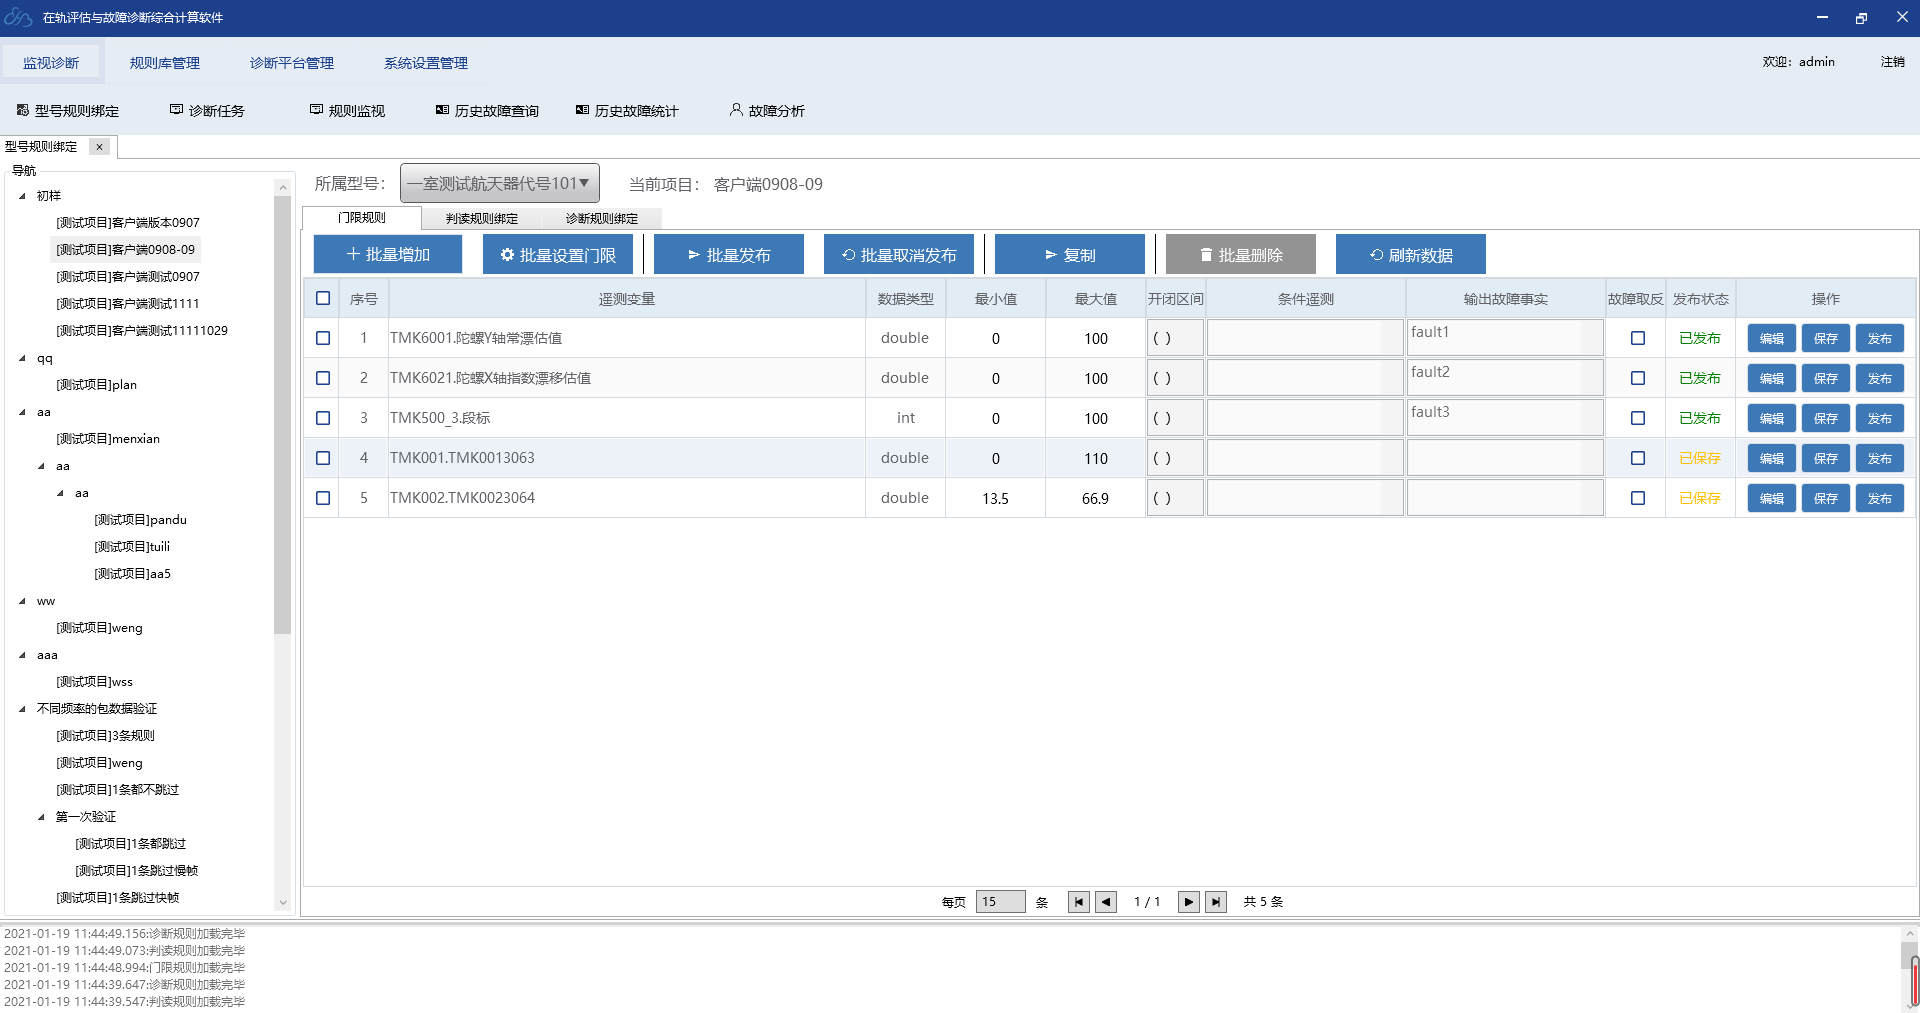 在轨评估与故障诊断综合计算软件
监视诊断 规则库管理 诊断平台管理 系统设置管理 欢迎: admin 注销
型号规则绑定 诊断任务 规则监视 历史故障查询 历史故障统计 故障分析
型号规则绑定 x
导航
初样
[测试项目]客户端版本0907
[测试项目]客户端0908-09
[测试项目]客户端测试0907
[测试项目]客户端测试1111
[测试项目]客户端测试11111029
qq
[测试项目]plan
aa
[测试项目]menxian
aa
aa
[测试项目]pandu
[测试项目]tuili
[测试项目]aa5
ww
[测试项目]weng
aaa
[测试项目]wss
不同频率的包数据验证
[测试项目]3条规则
[测试项目]weng
[测试项目]1条都不跳过
第一次验证
[测试项目]1条都跳过
[测试项目]1条跳过慢帧
[测试项目]1条跳过快帧
所属型号: 一室测试航天器代号101▼ 当前项目: 客户端0908-09
门限规则 判读规则绑定 诊断规则绑定
批量增加 批量设置门限 批量发布 批量取消发布 复制 批量删除 刷新数据
序号 遥测变量 数据类型 最小值 最大值 开闭区间 条件遥测 输出故障事实 故障取反 发布状态 操作
1 TMK6001.陀螺Y轴常漂估值 double 0 100 ( ) fault1 已发布 编辑 保存 发布
2 TMK6021.陀螺X轴指数漂移估值 double 0 100 ( ) fault2 已发布 编辑 保存 发布
3 TMK500_3.段标 int 0 100 ( ) fault3 已发布 编辑 保存 发布
4 TMK001.TMK0013063 double 0 110 ( ) 已保存 编辑 保存 发布
5 TMK002.TMK0023064 double 13.5 66.9 ( ) 已保存 编辑 保存 发布
每页 15 条 1 / 1 共 5 条
2021-01-19 11:44:49.156:诊断规则加载完毕
2021-01-19 11:44:49.073:判读规则加载完毕
2021-01-19 11:44:48.994:门限规则加载完毕
2021-01-19 11:44:39.647:诊断规则加载完毕
2021-01-19 11:44:39.547:判读规则加载完毕